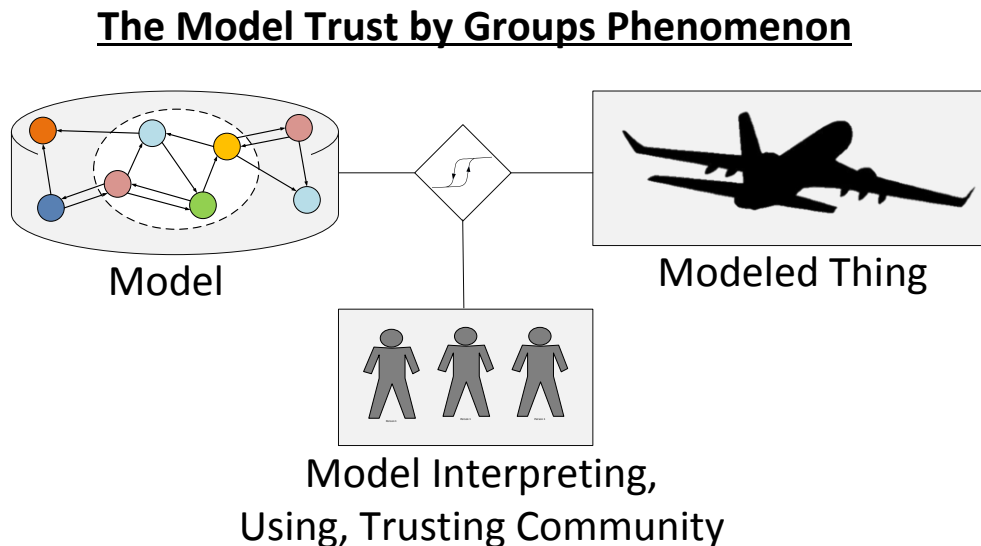 The Model Trust by Groups Phenomenon
Model
Modeled Thing
Model Interpreting,
Using, Trusting Community